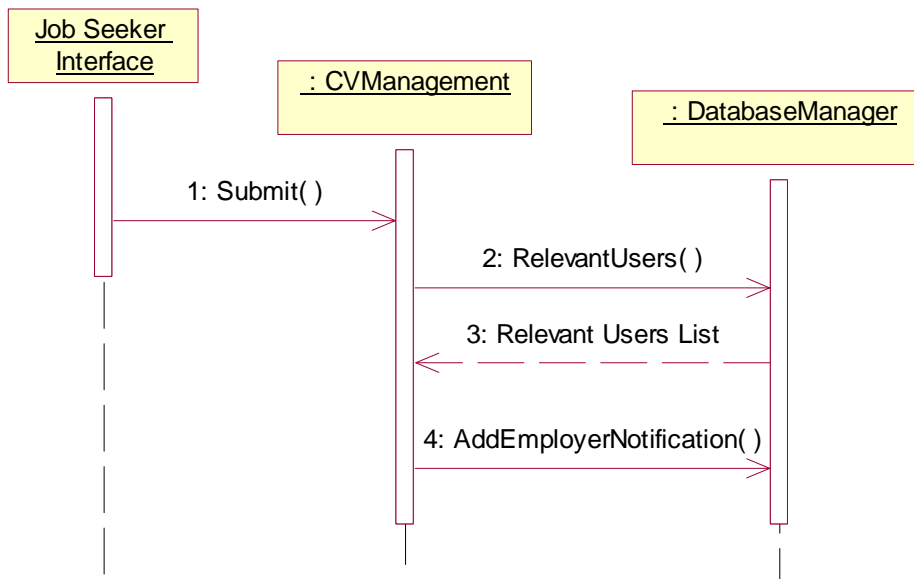 Job Seeker
Interface
: CVManagement
: DatabaseManager
1: Submit( )
2: RelevantUsers( )
3: Relevant Users List
4: AddEmployerNotification( )